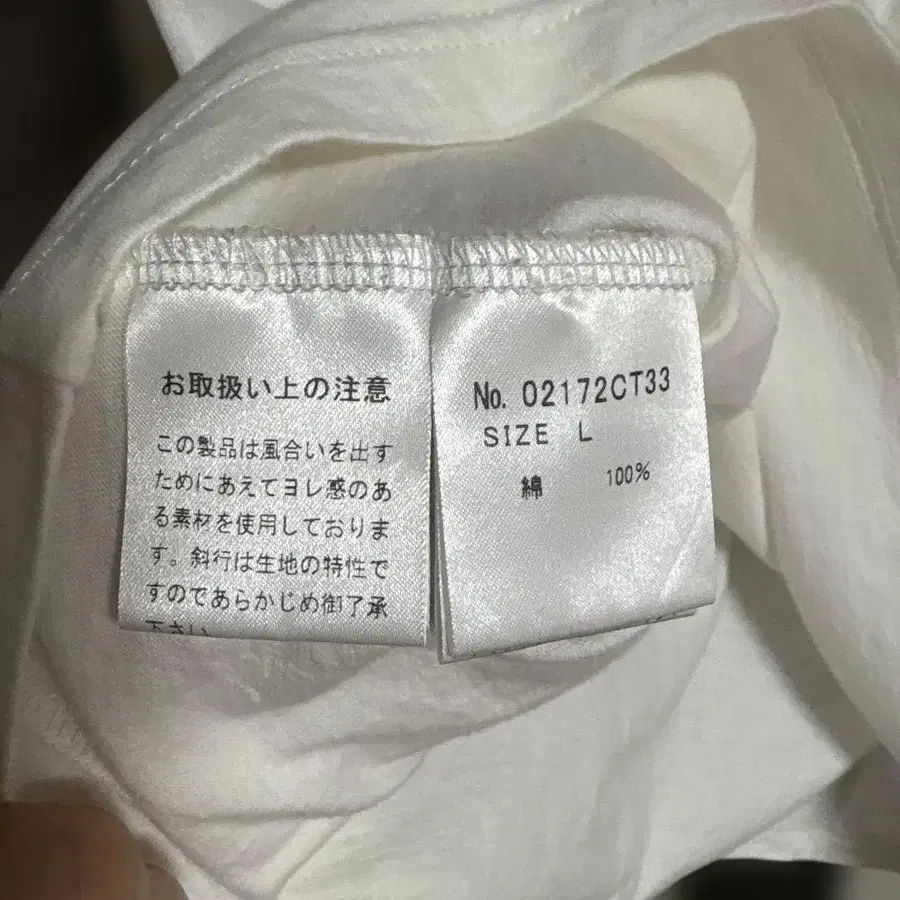 お取扱い上の注意
この製品は風合いを出す
ためにあえてヨレ感のあ
る素材を使用しておりま
す。斜行は生地の特性で
すのであらかじめ御了承
下さい
No. 02172CT33
SIZE L
綿 100%